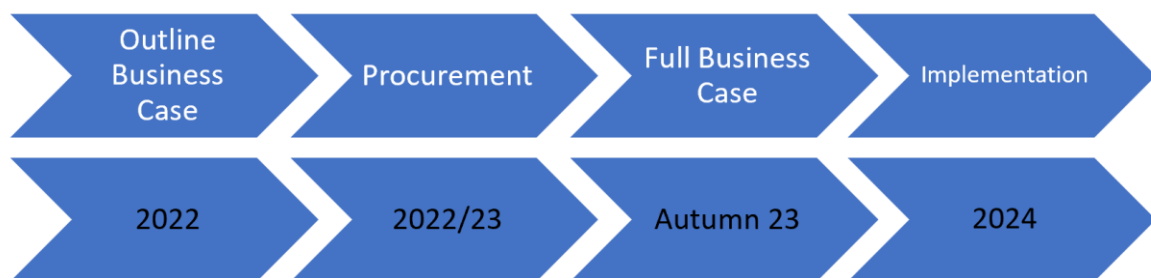 Outline
Business
Case
Procurement
Full Business
Case
Implementation
2022
2022/23
Autumn 23
2024